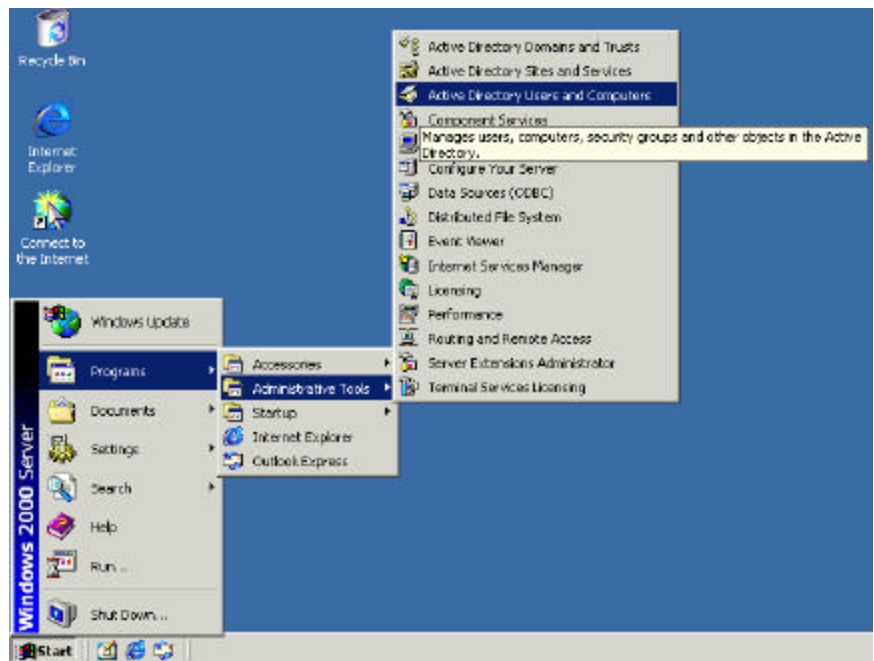 Recycle Bin
Internet
Explorer
Connect to
the Internet
Active Directory Domains and Trusts
Active Directory Sites and Services
Active Directory Users and Computers
Component Services
Manages users, computers, security groups and other objects in the Active
Directory.
Configure Your Server
Data Sources (ODBC)
Distributed File System
Event Viewer
Internet Services Manager
Licensing
Performance
Routing and Remote Access
Server Extensions Administrator
Terminal Services Licensing
Windows Update
Programs
Documents
Settings
Search
Help
Run...
Shut Down...
Windows 2000 Server
Accessories
Administrative Tools
Startup
Internet Explorer
Outlook Express
Start